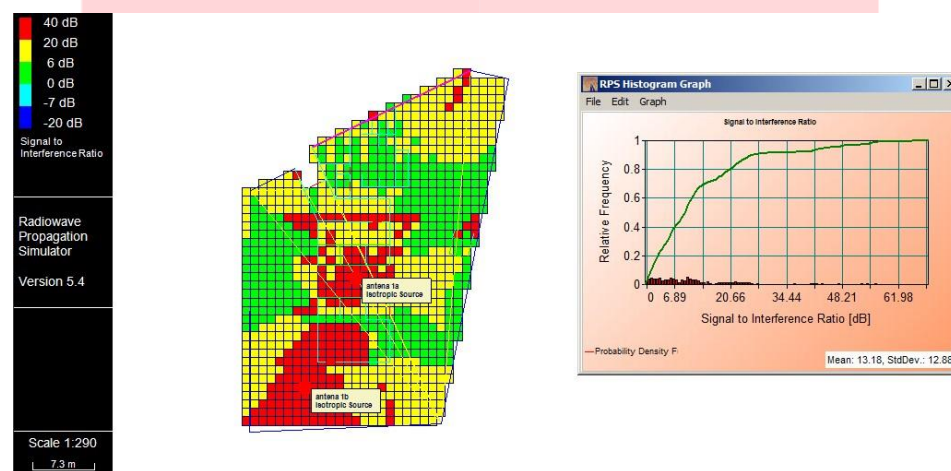 40 dB
20 dB
6 dB
0 dB
-7 dB
-20 dB
Signal to
Interference Ratio
Radiowave
Propagation
Simulator
Version 5.4
Scale 1:290
7.3 m
antena 1a
Isotropic Source
antena 1b
Isotropic Source
RPS Histogram Graph
File Edit Graph
Signal to Interference Ratio
Relative Frequency
1
0.8
0.6
0.4
0.2
0
0 6.89 20.66 34.44 48.21 61.98
Signal to Interference Ratio [dB]
Probability Density F
Mean: 13.18, StdDev.: 12.88